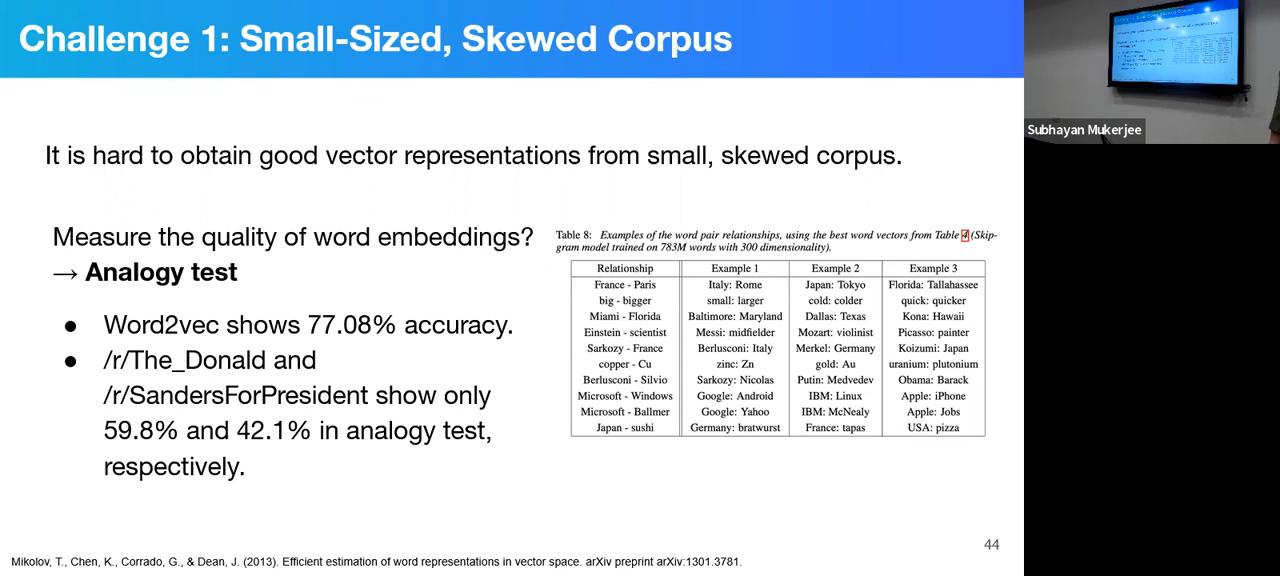 Challenge 1: Small-Sized, Skewed Corpus
Subhayan Mukerjee
It is hard to obtain good vector representations from small, skewed corpus.
Measure the quality of word embeddings?
→ Analogy test
● Word2vec shows 77.08% accuracy.
● /r/The_Donald and
/r/SandersForPresident show only
59.8% and 42.1% in analogy test,
respectively.
Table 8: Examples of the word pair relationships, using the best word vectors from Table 4 (Skip-
gram model trained on 783M words with 300 dimensionality).
Relationship Example 1 Example 2 Example 3
France - Paris Italy: Rome Japan: Tokyo Florida: Tallahassee
big - bigger small: larger cold: colder quick: quicker
Miami - Florida Baltimore: Maryland Dallas: Texas Kona: Hawaii
Einstein - scientist Messi: midfielder Mozart: violinist Picasso: painter
Sarkozy - France Berlusconi: Italy Merkel: Germany Koizumi: Japan
copper - Cu zinc: Zn gold: Au uranium: plutonium
Berlusconi - Silvio Sarkozy: Nicolas Putin: Medvedev Obama: Barack
Microsoft - Windows Google: Android IBM: Linux Apple: iPhone
Microsoft - Ballmer Google: Yahoo IBM: McNealy Apple: Jobs
Japan - sushi Germany: bratwurst France: tapas USA: pizza
44
Mikolov, T., Chen, K., Corrado, G., & Dean, J. (2013). Efficient estimation of word representations in vector space. arXiv preprint arXiv:1301.3781.